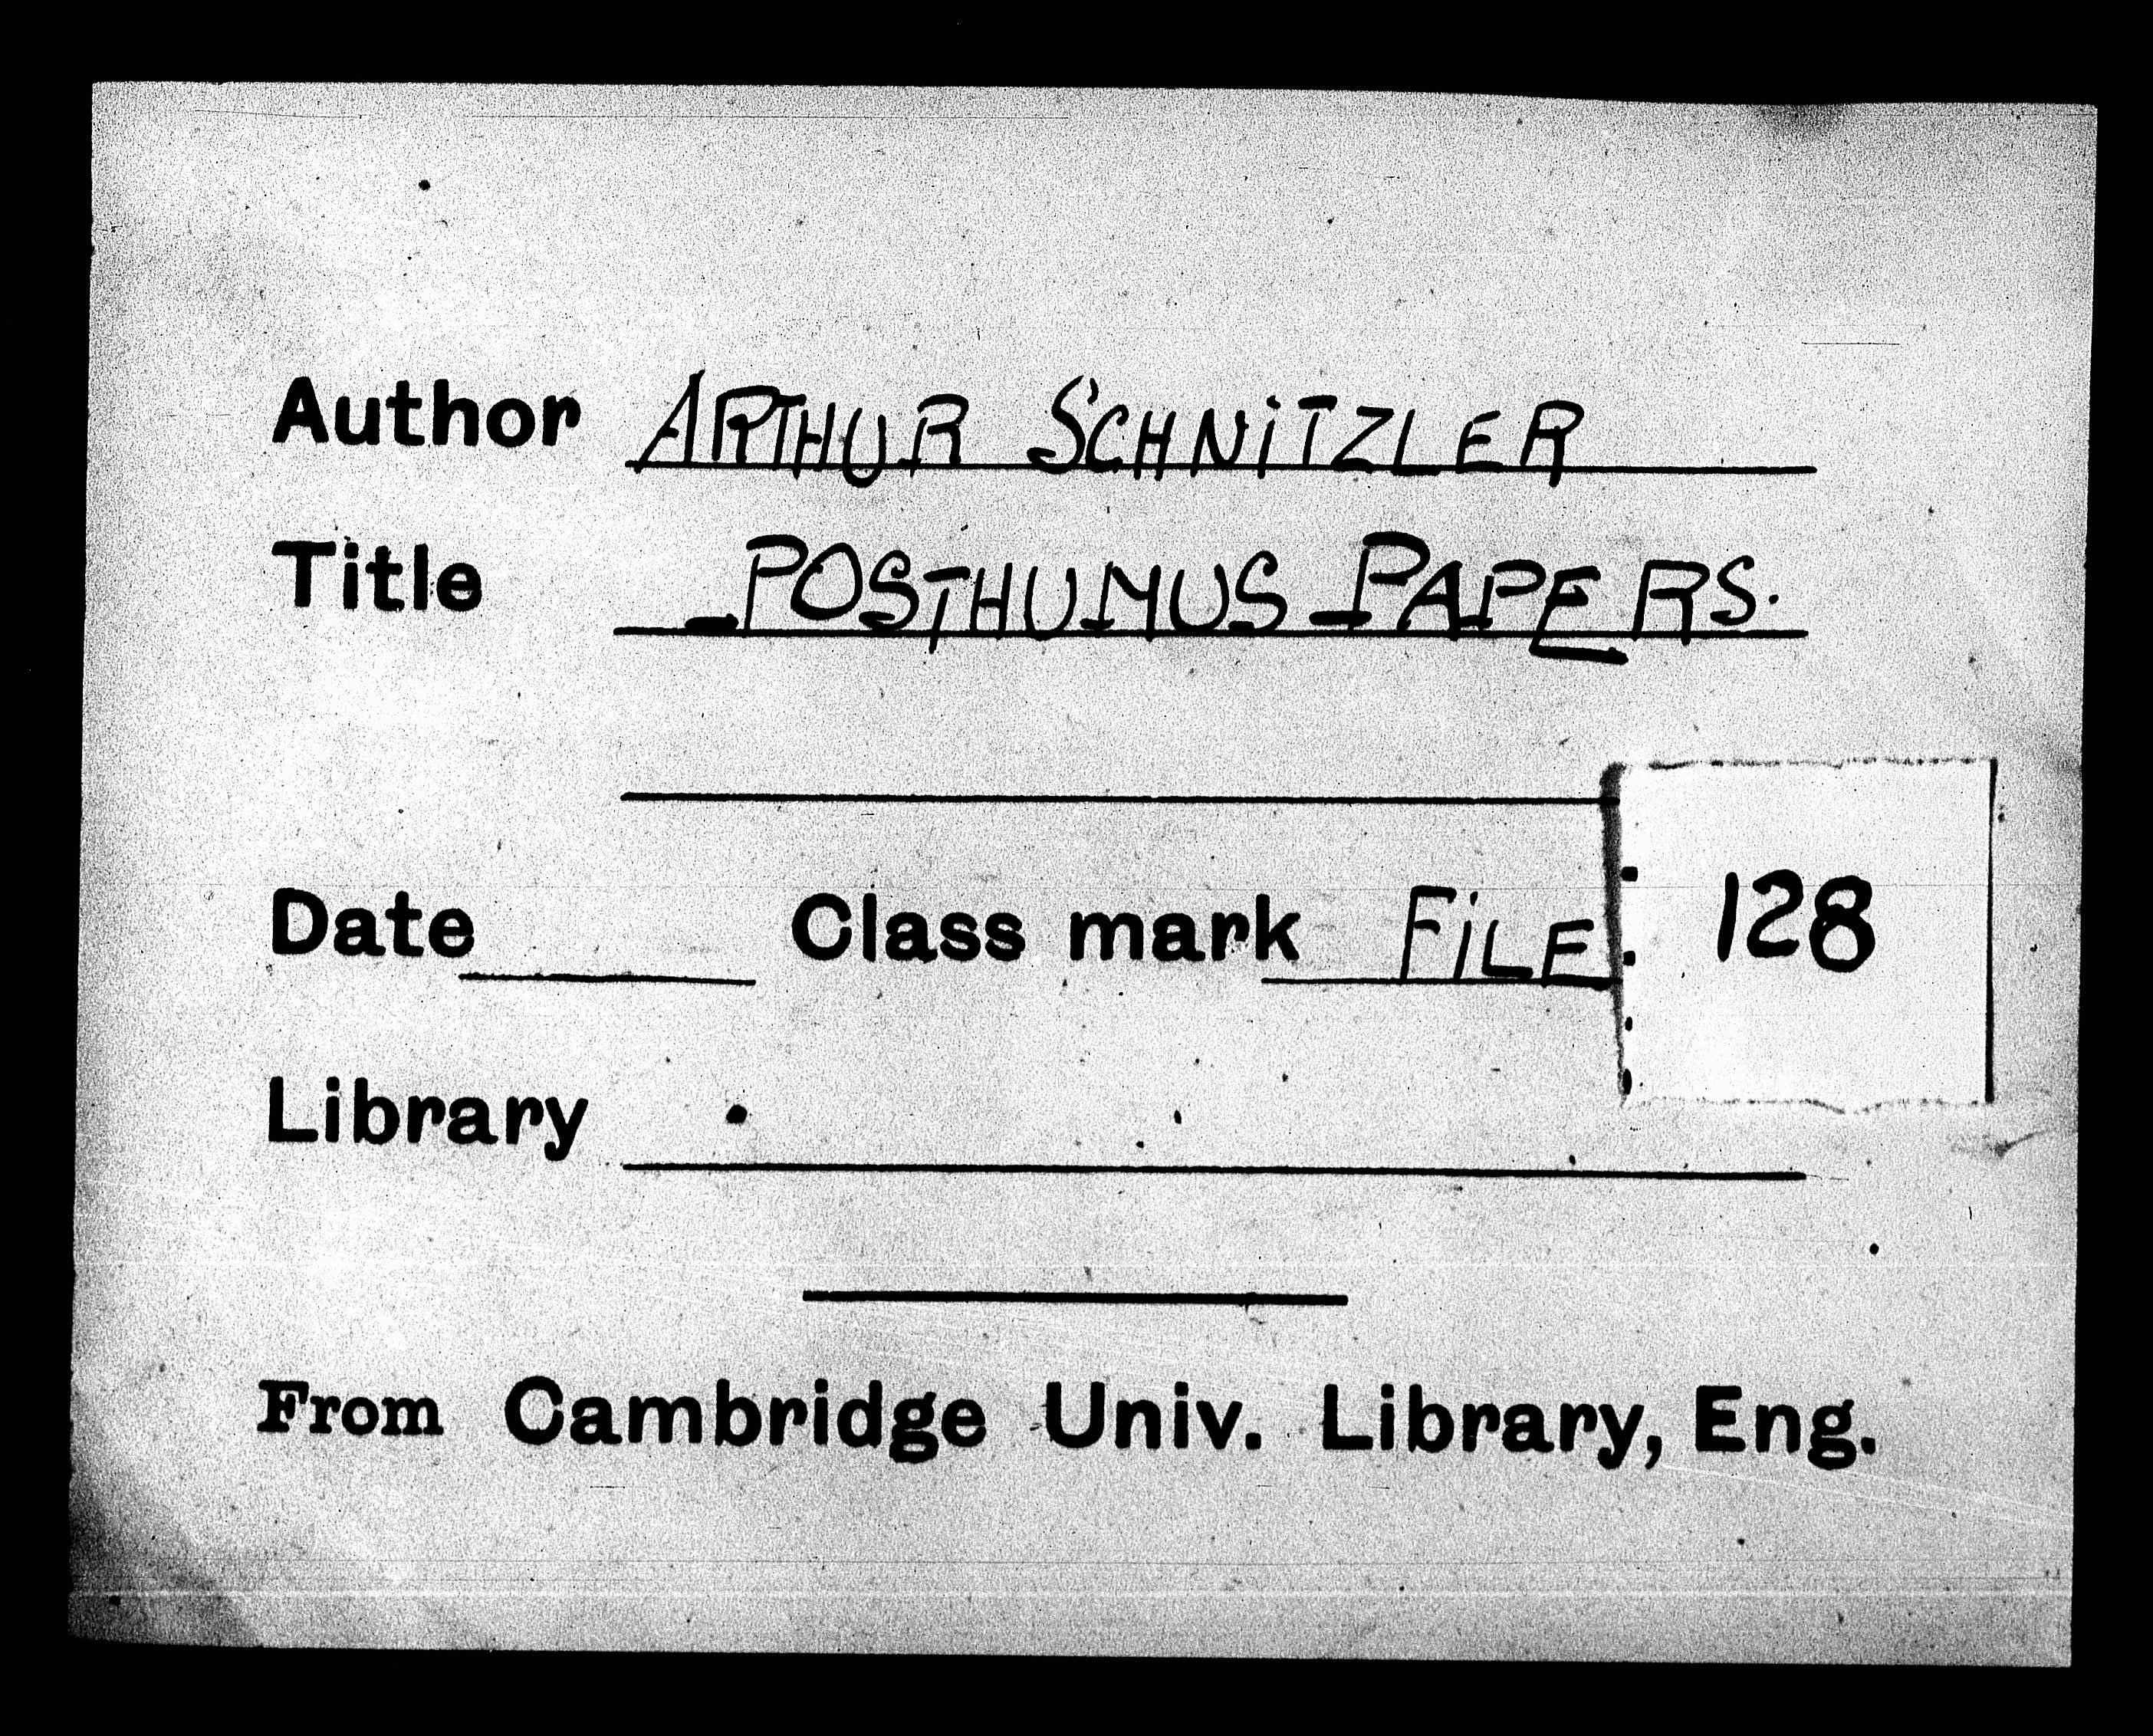 Author ARTHUR SCHNiTZLER
Title POSTHUMUS PAPERS.
Date Class mark FiLE 128
Library
From Cambridge Univ. Library, Eng.